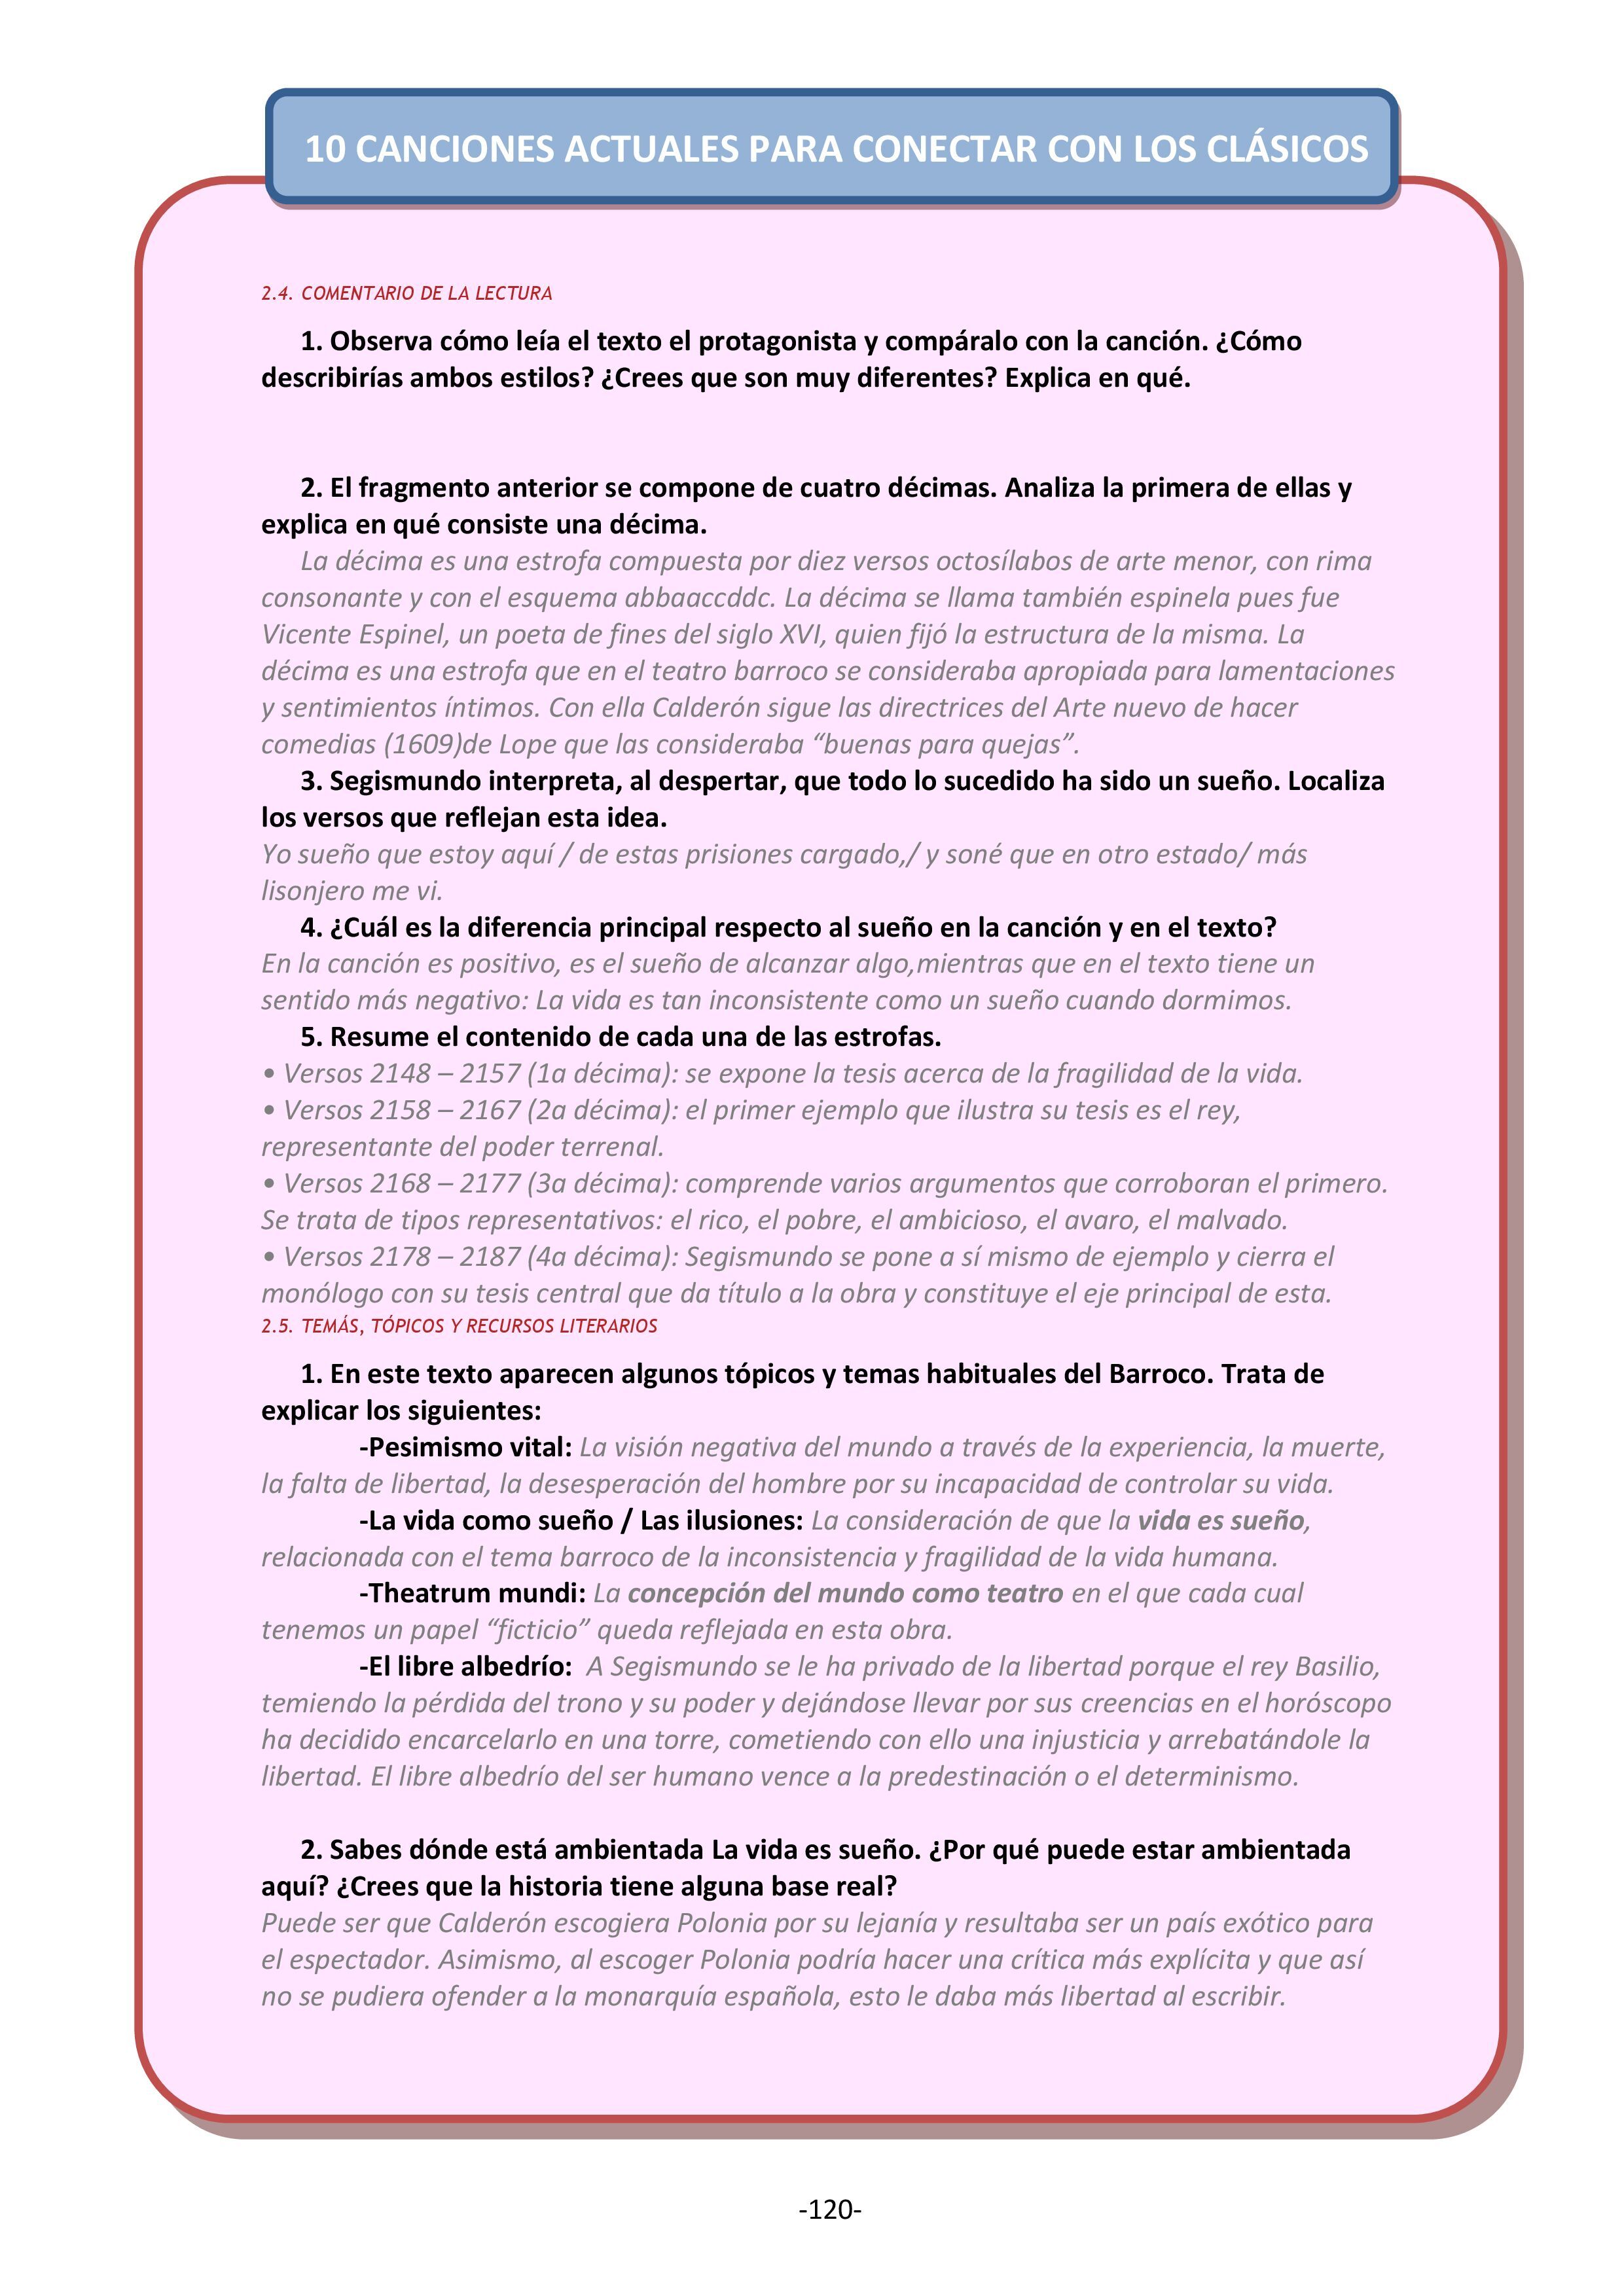 10 CANCIONES ACTUALES PARA CONECTAR CON LOS CLÁSICOS
2.4. COMENTARIO DE LA LECTURA
1. Observa cómo leía el texto el protagonista y compáralo con la canción. ¿Cómo
describirías ambos estilos? ¿Crees que son muy diferentes? Explica en qué.
2. El fragmento anterior se compone de cuatro décimas. Analiza la primera de ellas y
explica en qué consiste una décima.
La décima es una estrofa compuesta por diez versos octosílabos de arte menor, con rima
consonante y con el esquema abbaaccddc. La décima se llama también espinela pues fue
Vicente Espinel, un poeta de fines del siglo XVI, quien fijó la estructura de la misma. La
décima es una estrofa que en el teatro barroco se consideraba apropiada para lamentaciones
y sentimientos íntimos. Con ella Calderón sigue las directrices del Arte nuevo de hacer
comedias (1609)de Lope que las consideraba “buenas para quejas”.
3. Segismundo interpreta, al despertar, que todo lo sucedido ha sido un sueño. Localiza
los versos que reflejan esta idea.
Yo sueño que estoy aquí / de estas prisiones cargado,/ y soné que en otro estado/ más
lisonjero me vi.
4. ¿Cuál es la diferencia principal respecto al sueño en la canción y en el texto?
En la canción es positivo, es el sueño de alcanzar algo,mientras que en el texto tiene un
sentido más negativo: La vida es tan inconsistente como un sueño cuando dormimos.
5. Resume el contenido de cada una de las estrofas.
• Versos 2148 – 2157 (1a décima): se expone la tesis acerca de la fragilidad de la vida.
• Versos 2158 – 2167 (2a décima): el primer ejemplo que ilustra su tesis es el rey,
representante del poder terrenal.
• Versos 2168 – 2177 (3a décima): comprende varios argumentos que corroboran el primero.
Se trata de tipos representativos: el rico, el pobre, el ambicioso, el avaro, el malvado.
• Versos 2178 – 2187 (4a décima): Segismundo se pone a sí mismo de ejemplo y cierra el
monólogo con su tesis central que da título a la obra y constituye el eje principal de esta.
2.5. TEMÁS, TÓPICOS Y RECURSOS LITERARIOS
1. En este texto aparecen algunos tópicos y temas habituales del Barroco. Trata de
explicar los siguientes:
-Pesimismo vital: La visión negativa del mundo a través de la experiencia, la muerte,
la falta de libertad, la desesperación del hombre por su incapacidad de controlar su vida.
-La vida como sueño / Las ilusiones: La consideración de que la vida es sueño,
relacionada con el tema barroco de la inconsistencia y fragilidad de la vida humana.
-Theatrum mundi: La concepción del mundo como teatro en el que cada cual
tenemos un papel “ficticio” queda reflejada en esta obra.
-El libre albedrío: A Segismundo se le ha privado de la libertad porque el rey Basilio,
temiendo la pérdida del trono y su poder y dejándose llevar por sus creencias en el horóscopo
ha decidido encarcelarlo en una torre, cometiendo con ello una injusticia y arrebatándole la
libertad. El libre albedrío del ser humano vence a la predestinación o el determinismo.
2. Sabes dónde está ambientada La vida es sueño. ¿Por qué puede estar ambientada
aquí? ¿Crees que la historia tiene alguna base real?
Puede ser que Calderón escogiera Polonia por su lejanía y resultaba ser un país exótico para
el espectador. Asimismo, al escoger Polonia podría hacer una crítica más explícita y que así
no se pudiera ofender a la monarquía española, esto le daba más libertad al escribir.
-120-